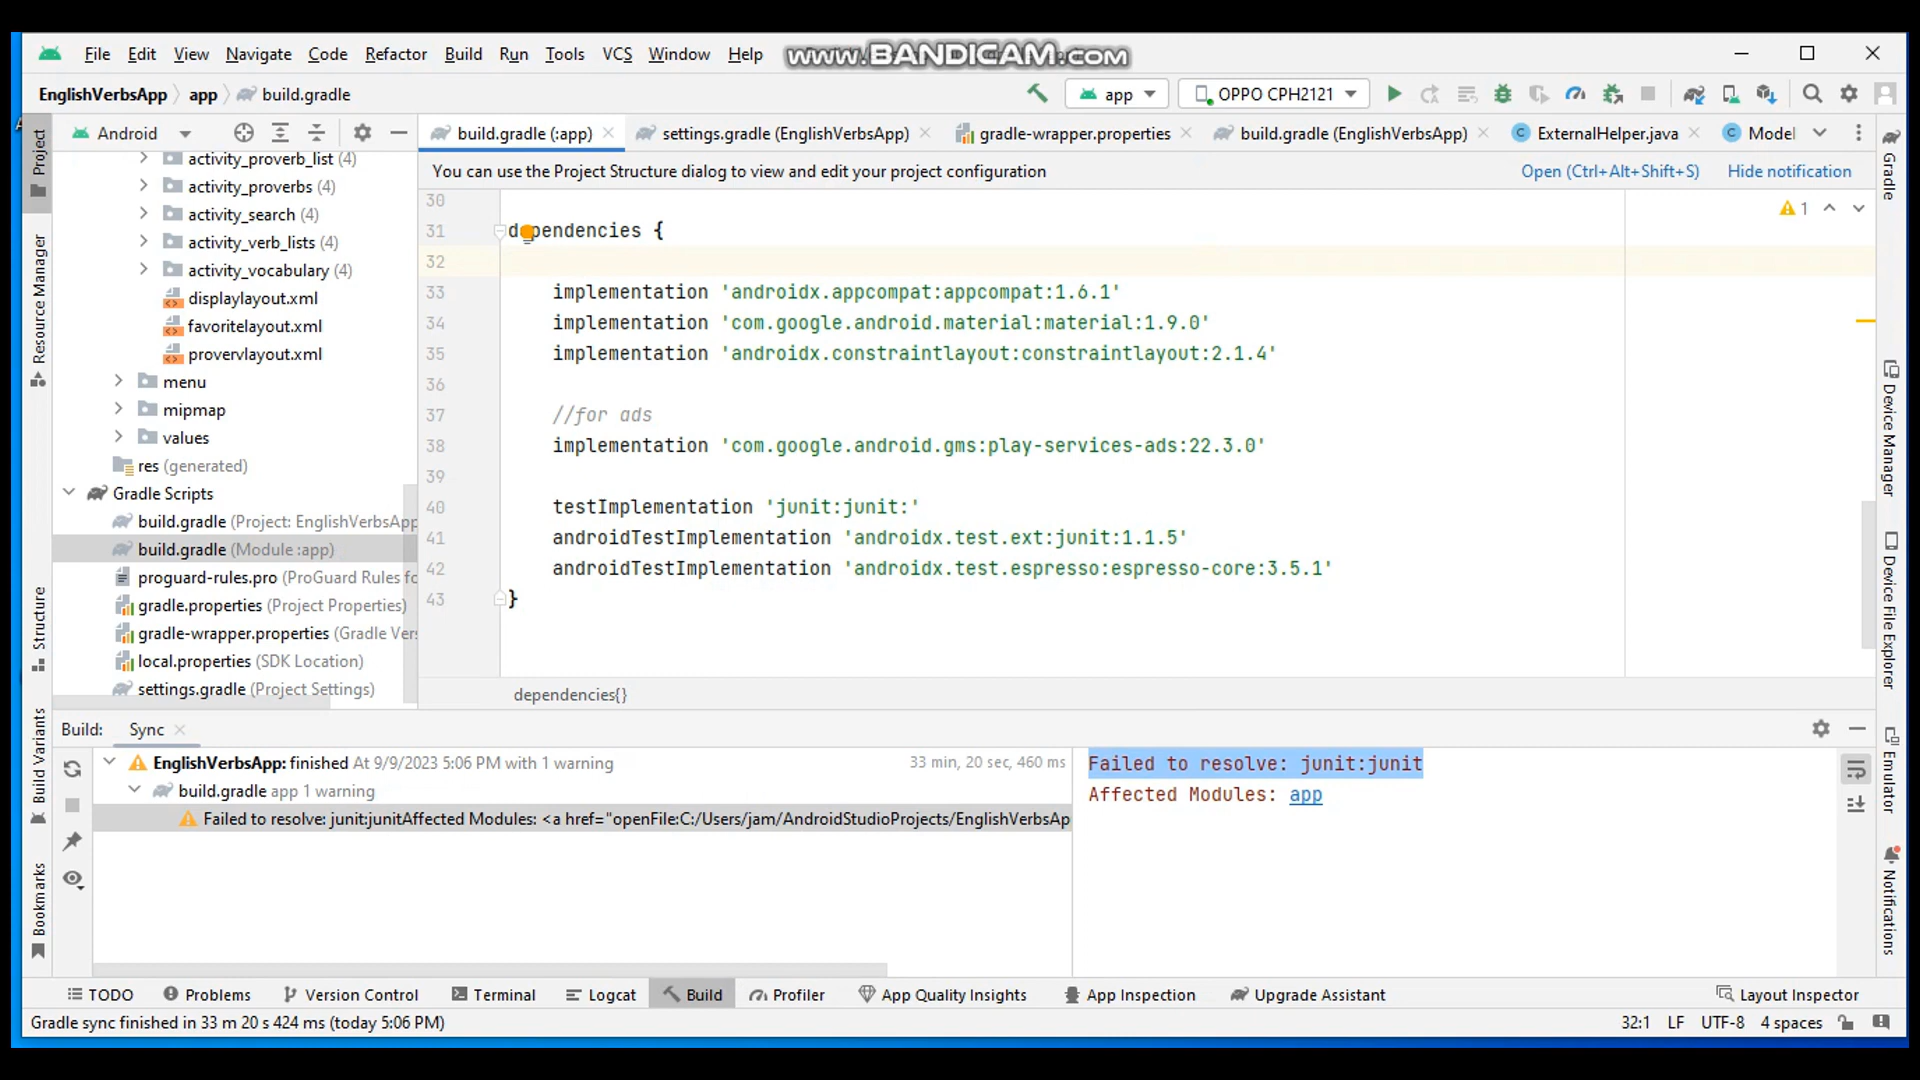 File Edit View Navigate Code Refactor Build Run Tools VCS Window Help www.BANDICAM.com
EnglishVerbsApp app build.gradle app OPPO CPH2121
Android build.gradle (:app) settings.gradle (EnglishVerbsApp) gradle-wrapper.properties build.gradle (EnglishVerbsApp) ExternalHelper.java Model
You can use the Project Structure dialog to view and edit your project configuration Open (Ctrl+Alt+Shift+S) Hide notification
Project
Resource Manager
Structure
Build Variants
Bookmarks
activity_proverb_list (4)
activity_proverbs (4)
activity_search (4)
activity_verb_lists (4)
activity_vocabulary (4)
displaylayout.xml
favoritelayout.xml
provervlayout.xml
menu
mipmap
values
res (generated)
Gradle Scripts
build.gradle (Project: EnglishVerbsApp
build.gradle (Module :app)
proguard-rules.pro (ProGuard Rules fo
gradle.properties (Project Properties)
gradle-wrapper.properties (Gradle Ver
local.properties (SDK Location)
settings.gradle (Project Settings)
30
31 dependencies {
32
33 implementation 'androidx.appcompat:appcompat:1.6.1'
34 implementation 'com.google.android.material:material:1.9.0'
35 implementation 'androidx.constraintlayout:constraintlayout:2.1.4'
36
37 //for ads
38 implementation 'com.google.android.gms:play-services-ads:22.3.0'
39
40 testImplementation 'junit:junit:'
41 androidTestImplementation 'androidx.test.ext:junit:1.1.5'
42 androidTestImplementation 'androidx.test.espresso:espresso-core:3.5.1'
43 }
1
dependencies{}
Gradle
Device Manager
Device File Explorer
Emulator
Notifications
Build: Sync
EnglishVerbsApp: finished At 9/9/2023 5:06 PM with 1 warning 33 min, 20 sec, 460 ms
build.gradle app 1 warning
Failed to resolve: junit:junitAffected Modules: <a href="openFile:C:/Users/jam/AndroidStudioProjects/EnglishVerbsAp
Failed to resolve: junit:junit
Affected Modules: app
TODO Problems Version Control Terminal Logcat Build Profiler App Quality Insights App Inspection Upgrade Assistant Layout Inspector
Gradle sync finished in 33 m 20 s 424 ms (today 5:06 PM) 32:1 LF UTF-8 4 spaces